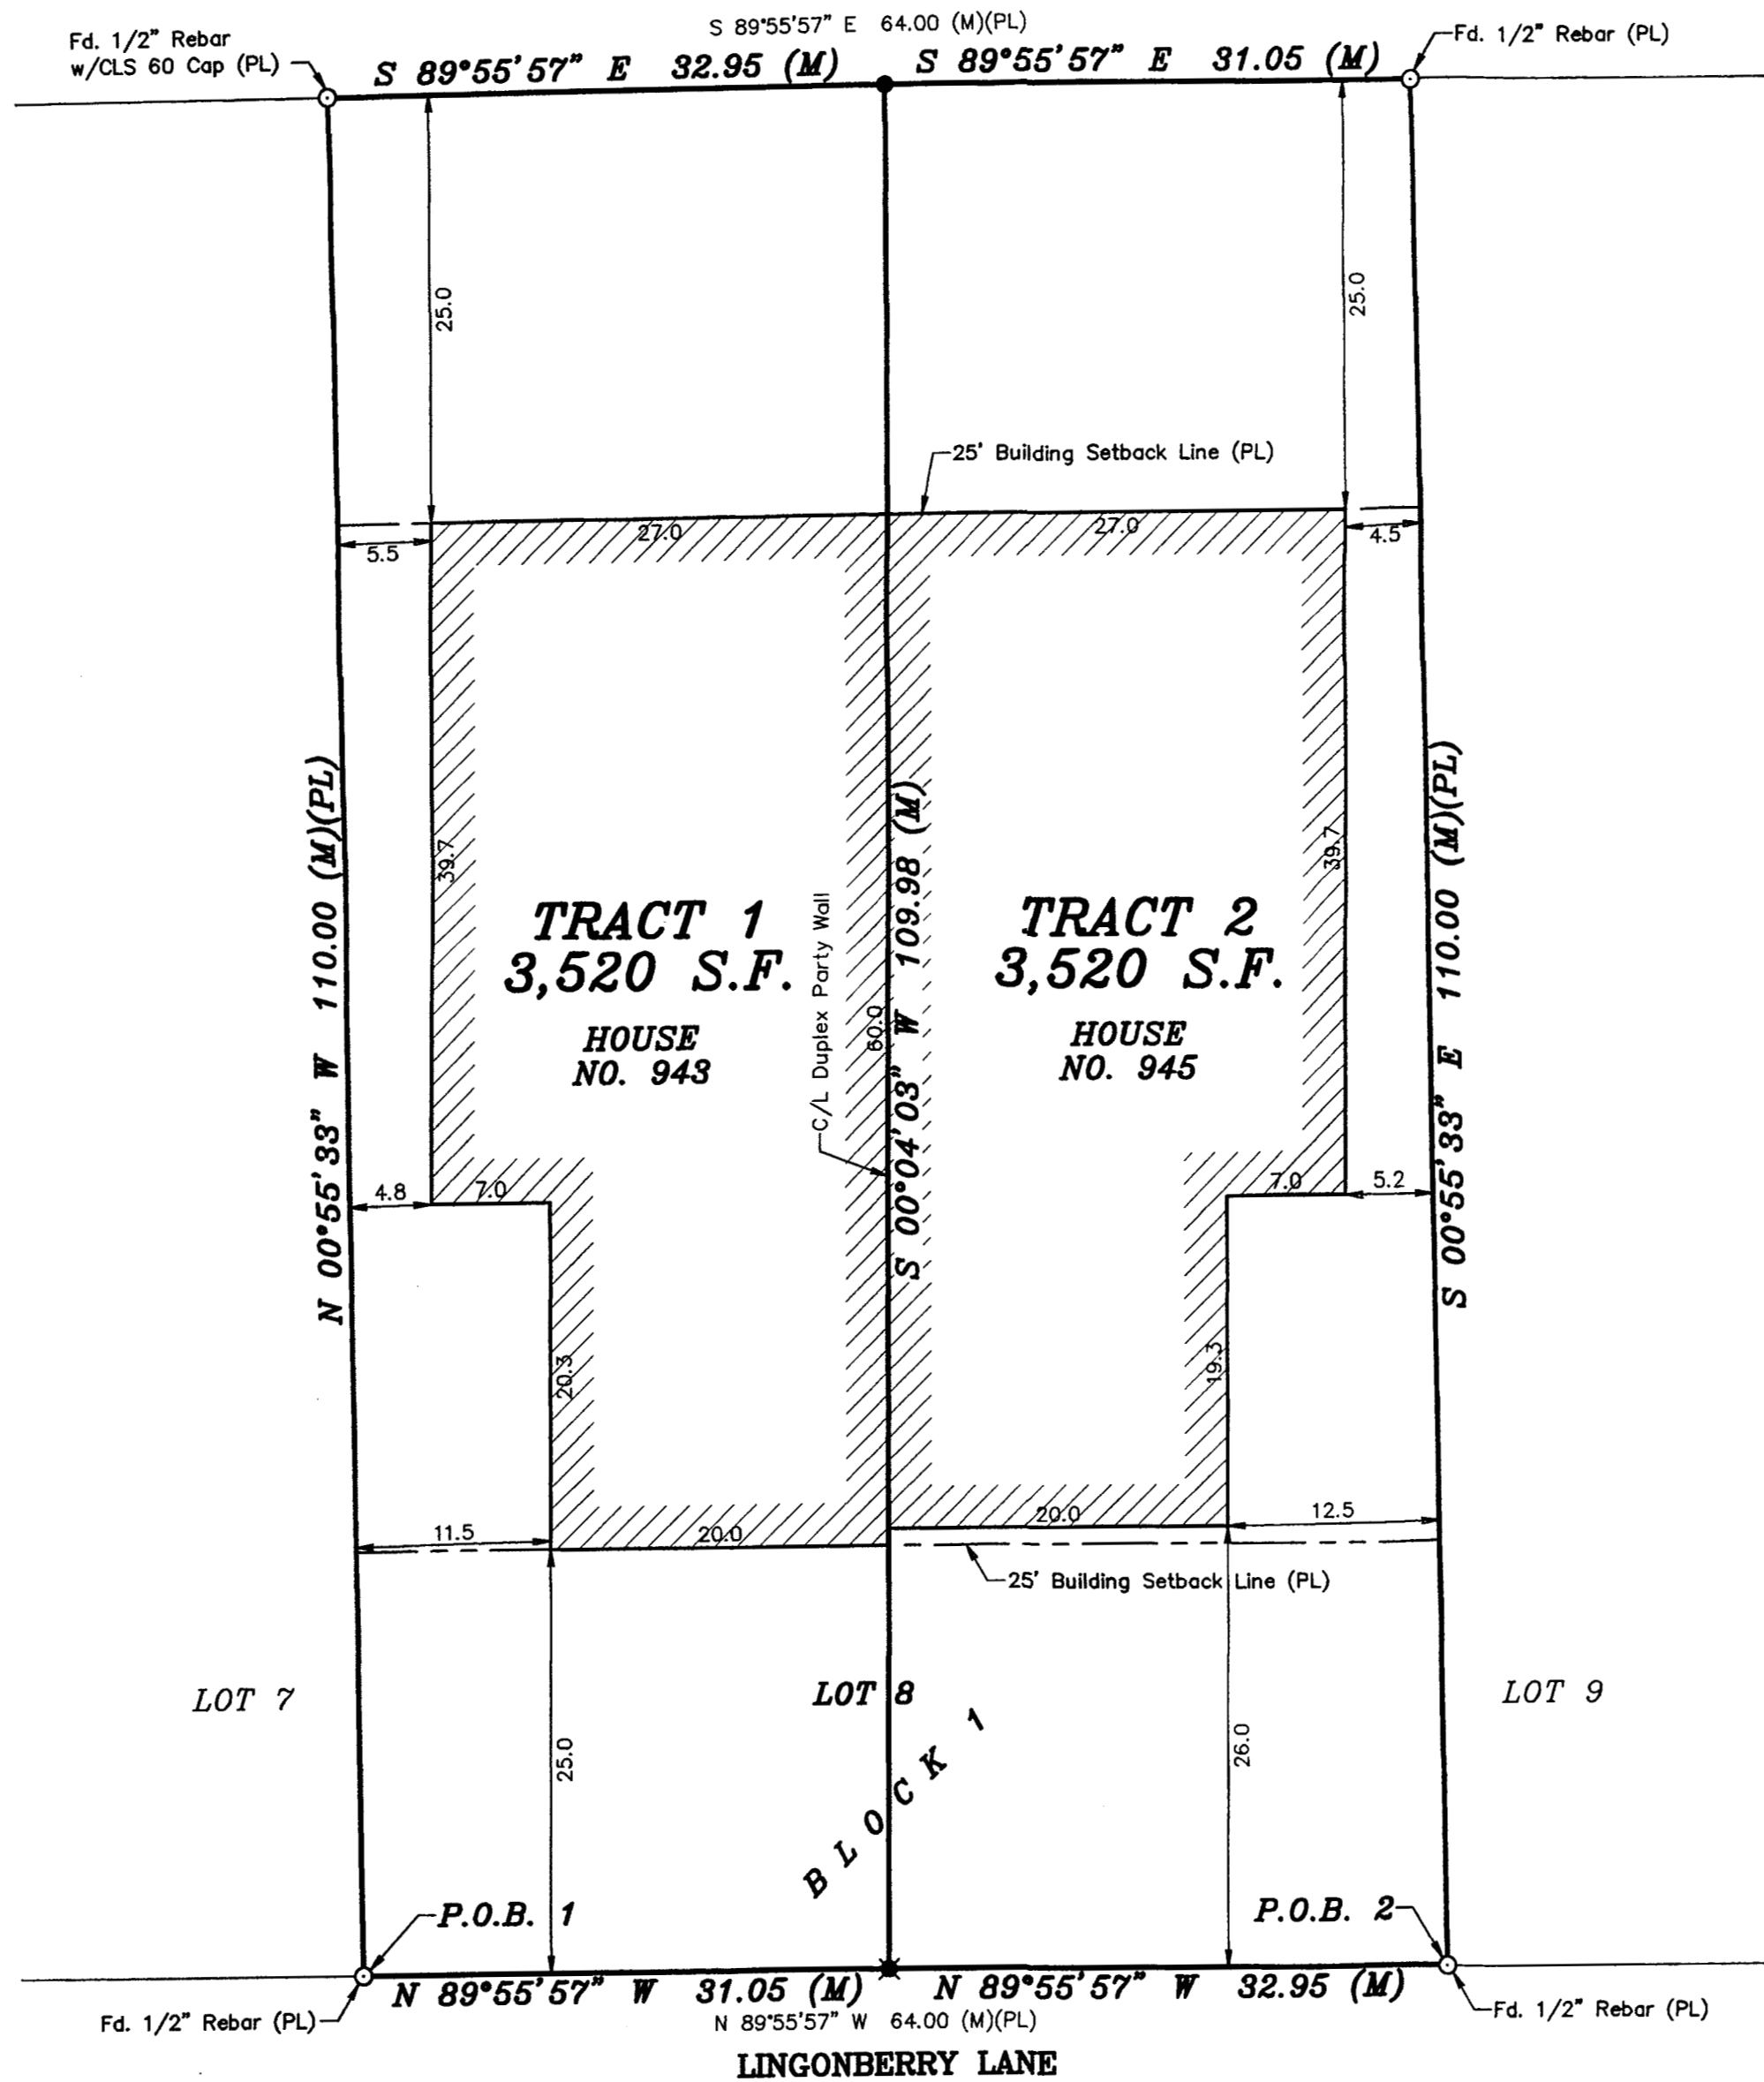 S 89°55'57" E 64.00 (M)(PL)
Fd. 1/2" Rebar
w/CLS 60 Cap (PL)
S 89°55'57" E 32.95 (M)
S 89°55'57" E 31.05 (M)
Fd. 1/2" Rebar (PL)
25.0
25.0
25' Building Setback Line (PL)
27.0
27.0
5.5
4.5
N 00°55'33" W 110.00 (M)(PL)
39.7
TRACT 1
3,520 S.F.
HOUSE
NO. 943
C/L Duplex Party Wall
60.0
S 00°04'03" W 109.98 (M)
TRACT 2
3,520 S.F.
HOUSE
NO. 945
39.7
S 00°55'33" E 110.00 (M)(PL)
4.8
7.0
7.0
5.2
20.3
19.3
11.5
20.0
20.0
12.5
25' Building Setback Line (PL)
LOT 7
LOT 8
LOT 9
BLOCK 1
25.0
26.0
P.O.B. 1
P.O.B. 2
N 89°55'57" W 31.05 (M)
N 89°55'57" W 32.95 (M)
Fd. 1/2" Rebar (PL)
N 89°55'57" W 64.00 (M)(PL)
Fd. 1/2" Rebar (PL)
LINGONBERRY LANE